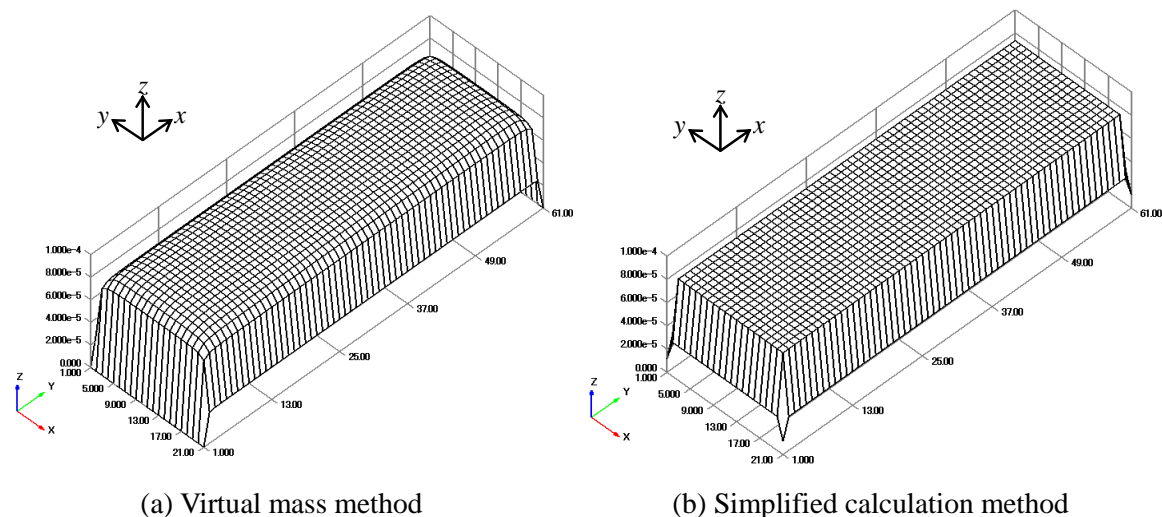 z
y
x
1.000e-4
8.000e-5
6.000e-5
4.000e-5
2.000e-5
0.000
1.000
5.000
9.000
13.00
17.00
21.00
1.000
13.00
25.00
37.00
49.00
61.00
Z
Y
X
(a) Virtual mass method
z
y
x
1.000e-4
8.000e-5
6.000e-5
4.000e-5
2.000e-5
0.000
1.000
5.000
9.000
13.00
17.00
21.00
1.000
13.00
25.00
37.00
49.00
61.00
Z
Y
X
(b) Simplified calculation method